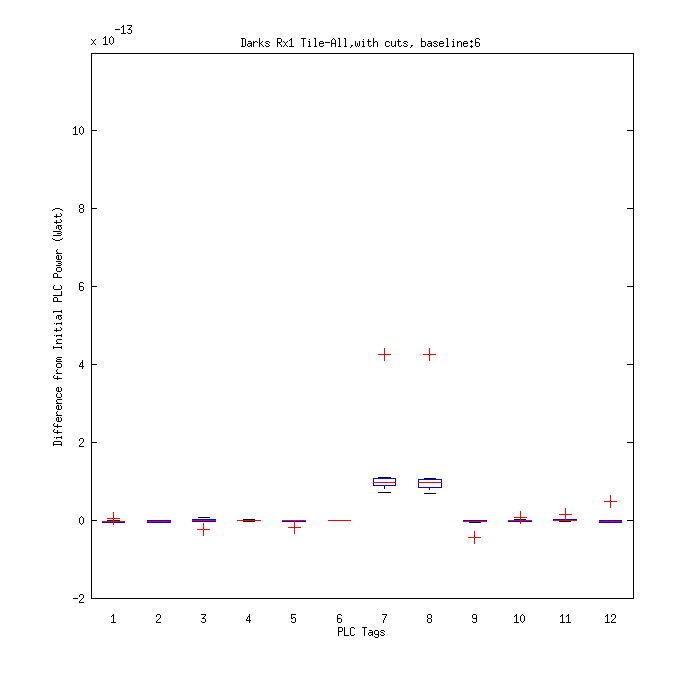 x 10-13
Darks Rx1 Tile-All,with cuts, baseline:6
10
8
6
4
2
0
-2
Difference from Initial PLC Power (Watt)
1 2 3 4 5 6 7 8 9 10 11 12
PLC Tags